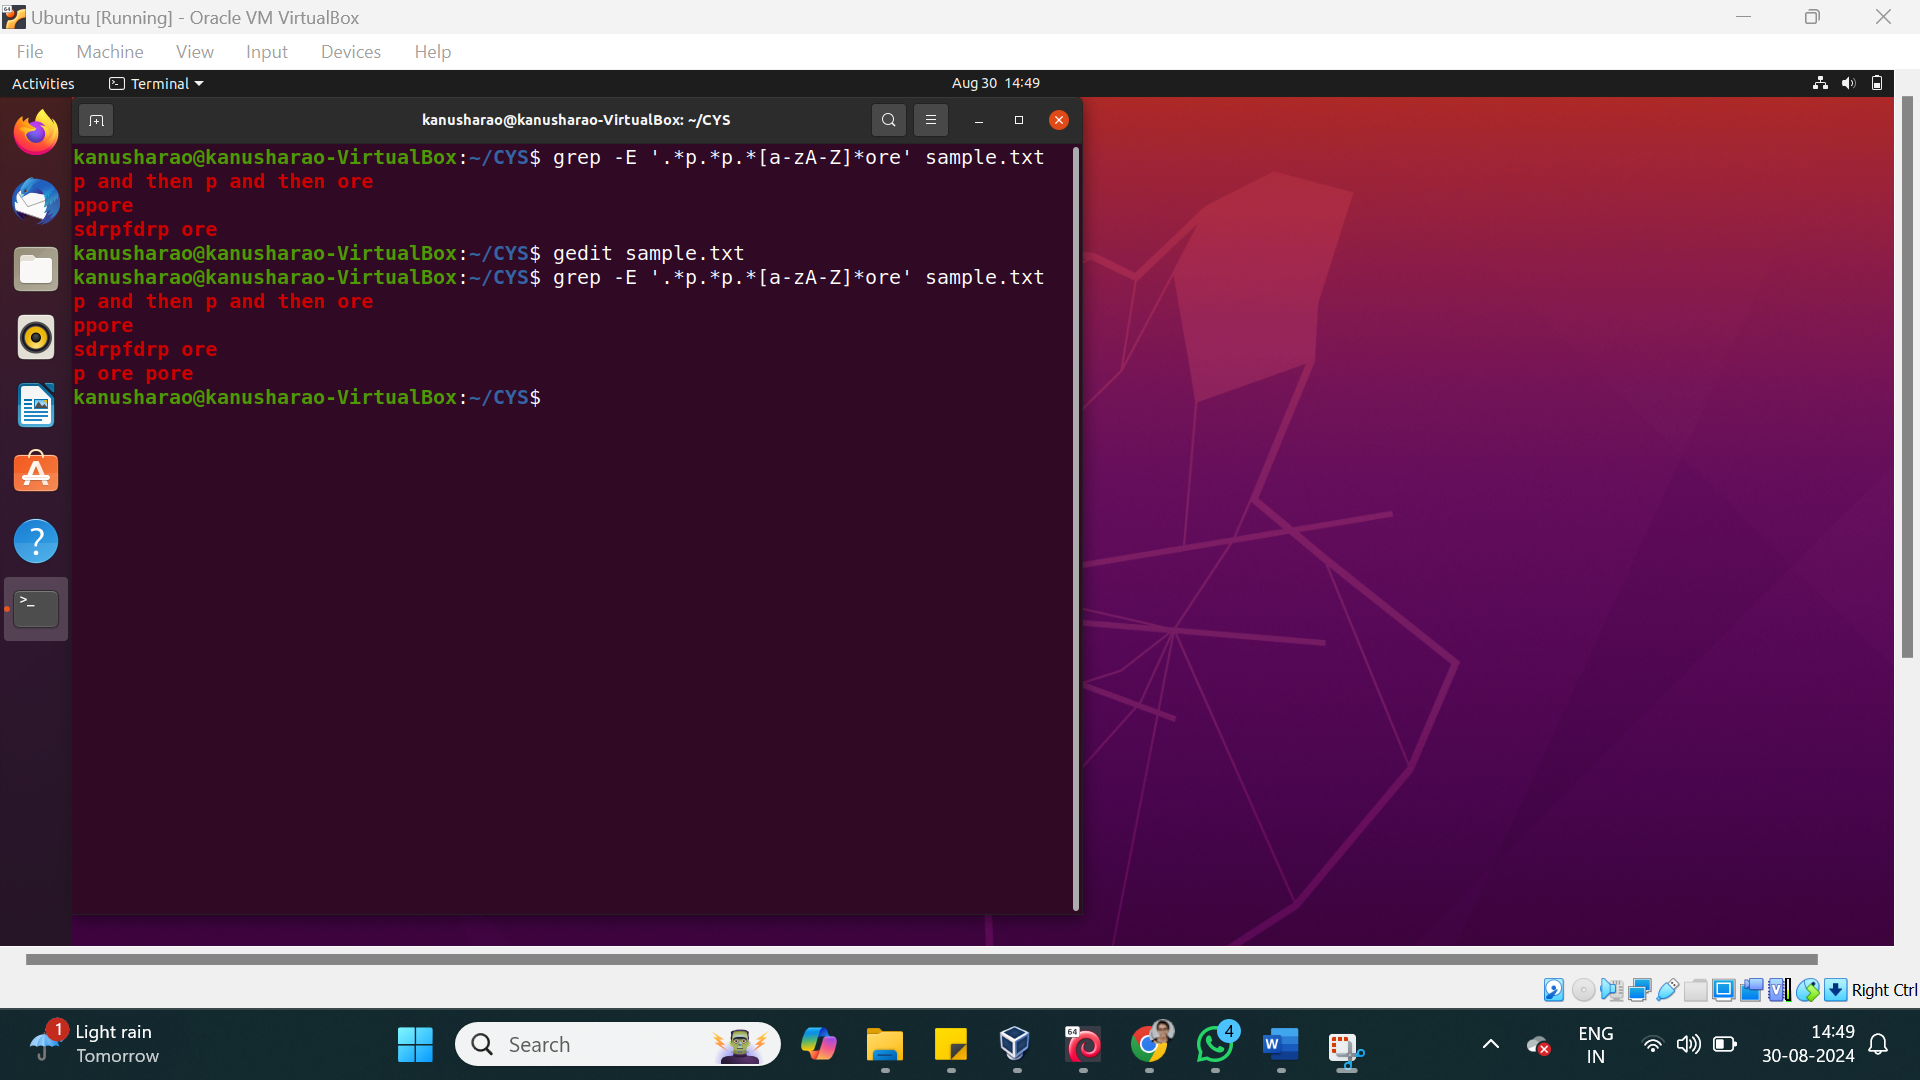 Ubuntu [Running] - Oracle VM VirtualBox
File Machine View Input Devices Help
Activities Terminal Aug 30 14:49
kanusharao@kanusharao-VirtualBox: ~/CYS
kanusharao@kanusharao-VirtualBox:~/CYS$ grep -E '.*p.*p.*[a-zA-Z]*ore' sample.txt
p and then p and then ore
ppore
sdrpfdrp ore
kanusharao@kanusharao-VirtualBox:~/CYS$ gedit sample.txt
kanusharao@kanusharao-VirtualBox:~/CYS$ grep -E '.*p.*p.*[a-zA-Z]*ore' sample.txt
p and then p and then ore
ppore
sdrpfdrp ore
p ore pore
kanusharao@kanusharao-VirtualBox:~/CYS$
Right Ctrl
1 Light rain
Tomorrow
Search
64
4
ENG
IN
14:49
30-08-2024